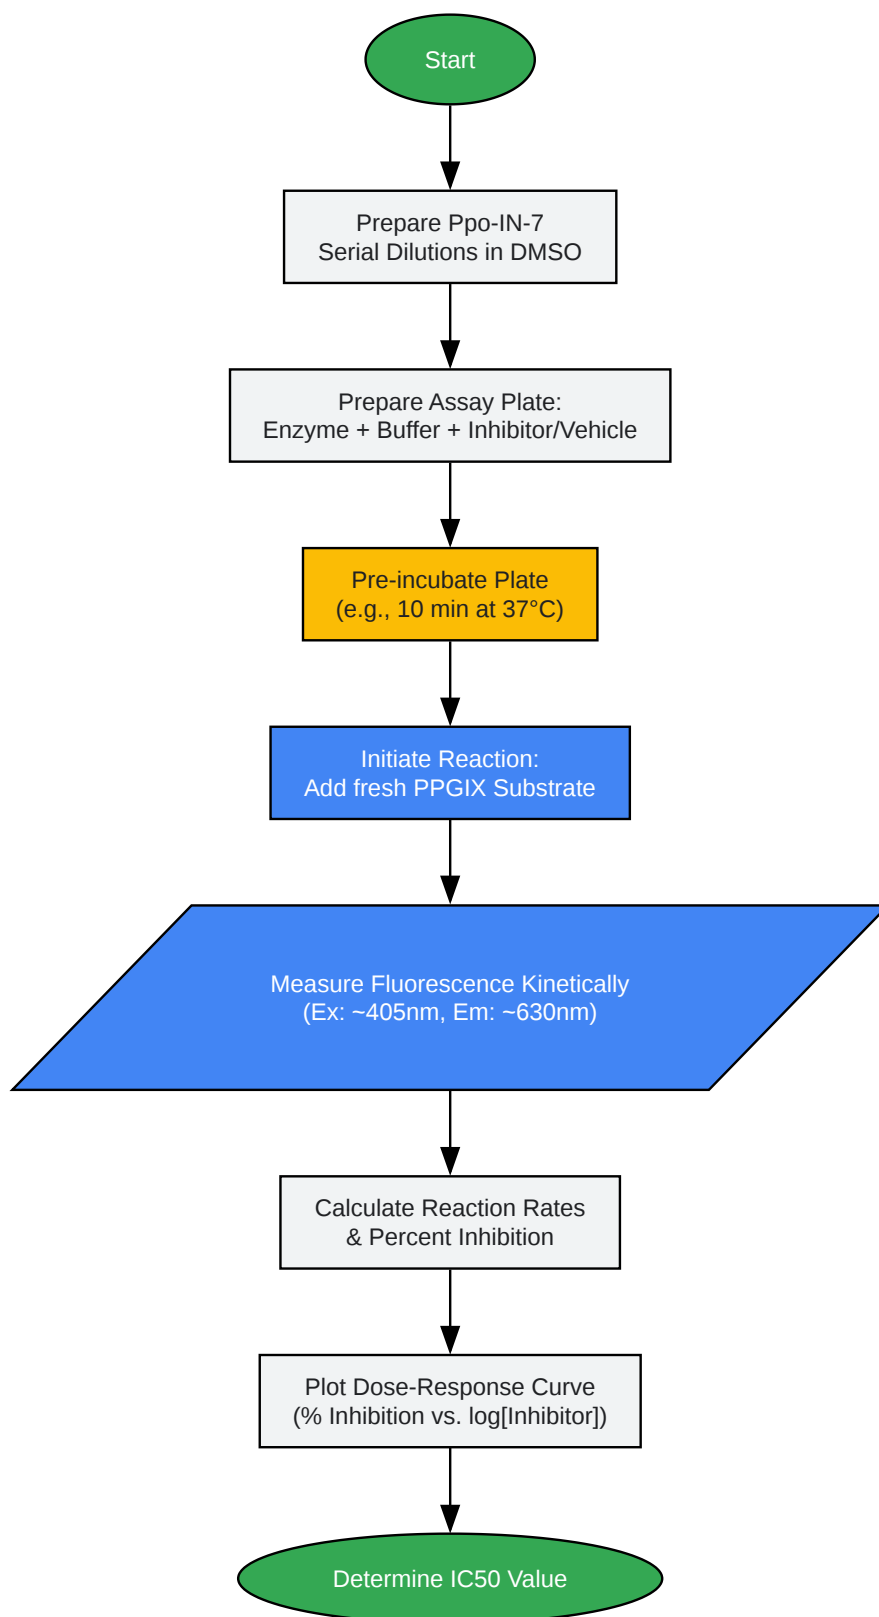 Start
Prepare Ppo-IN-7
Serial Dilutions in DMSO
Prepare Assay Plate:
Enzyme + Buffer + Inhibitor/Vehicle
Pre-incubate Plate
(e.g., 10 min at 37°C)
Initiate Reaction:
Add fresh PPGIX Substrate
Measure Fluorescence Kinetically
(Ex: ~405nm, Em: ~630nm)
Calculate Reaction Rates
& Percent Inhibition
Plot Dose-Response Curve
(% Inhibition vs. log[Inhibitor])
Determine IC50 Value